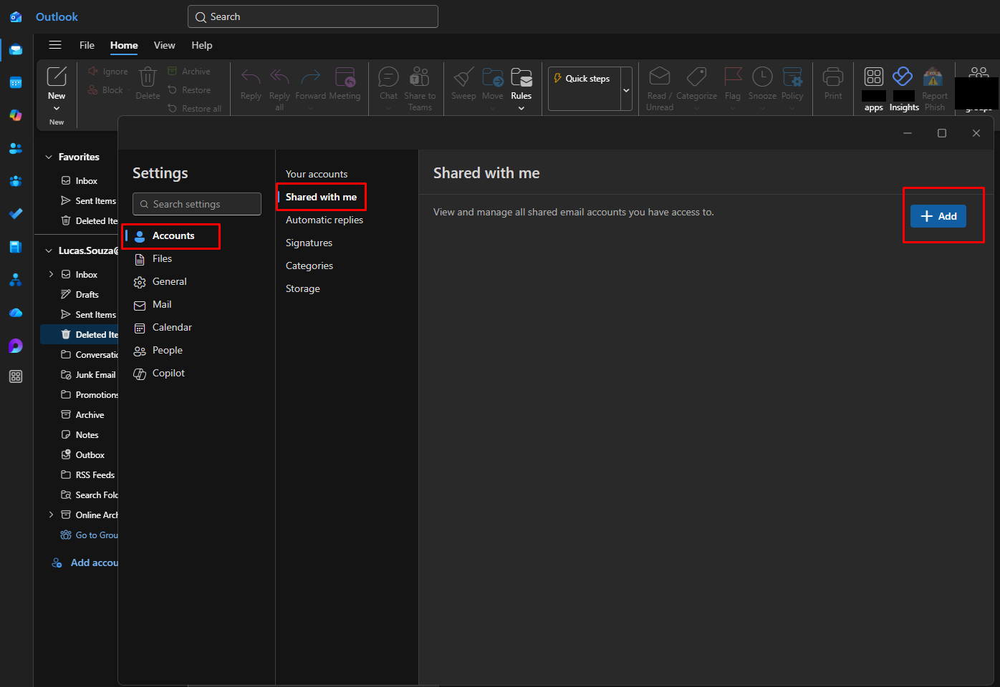 Outlook
Search
File
Home
View
Help
New
New
Ignore
Block
Delete
Archive
Restore
Restore all
Reply
Reply all
Forward
Meeting
Chat
Share to Teams
Sweep
Move
Rules
Quick steps
Read / Unread
Categorize
Flag
Snooze
Policy
Print
apps
Insights
Report Phish
Favorites
Inbox
Sent Items
Deleted Ite
Lucas.Souza@
Inbox
Drafts
Sent Items
Deleted Ite
Conversatio
Junk Email
Promotions
Archive
Notes
Outbox
RSS Feeds
Search Fold
Online Arch
Go to Grou
Add accou
Settings
Search settings
Accounts
Files
General
Mail
Calendar
People
Copilot
Your accounts
Shared with me
Automatic replies
Signatures
Categories
Storage
Shared with me
View and manage all shared email accounts you have access to.
Add